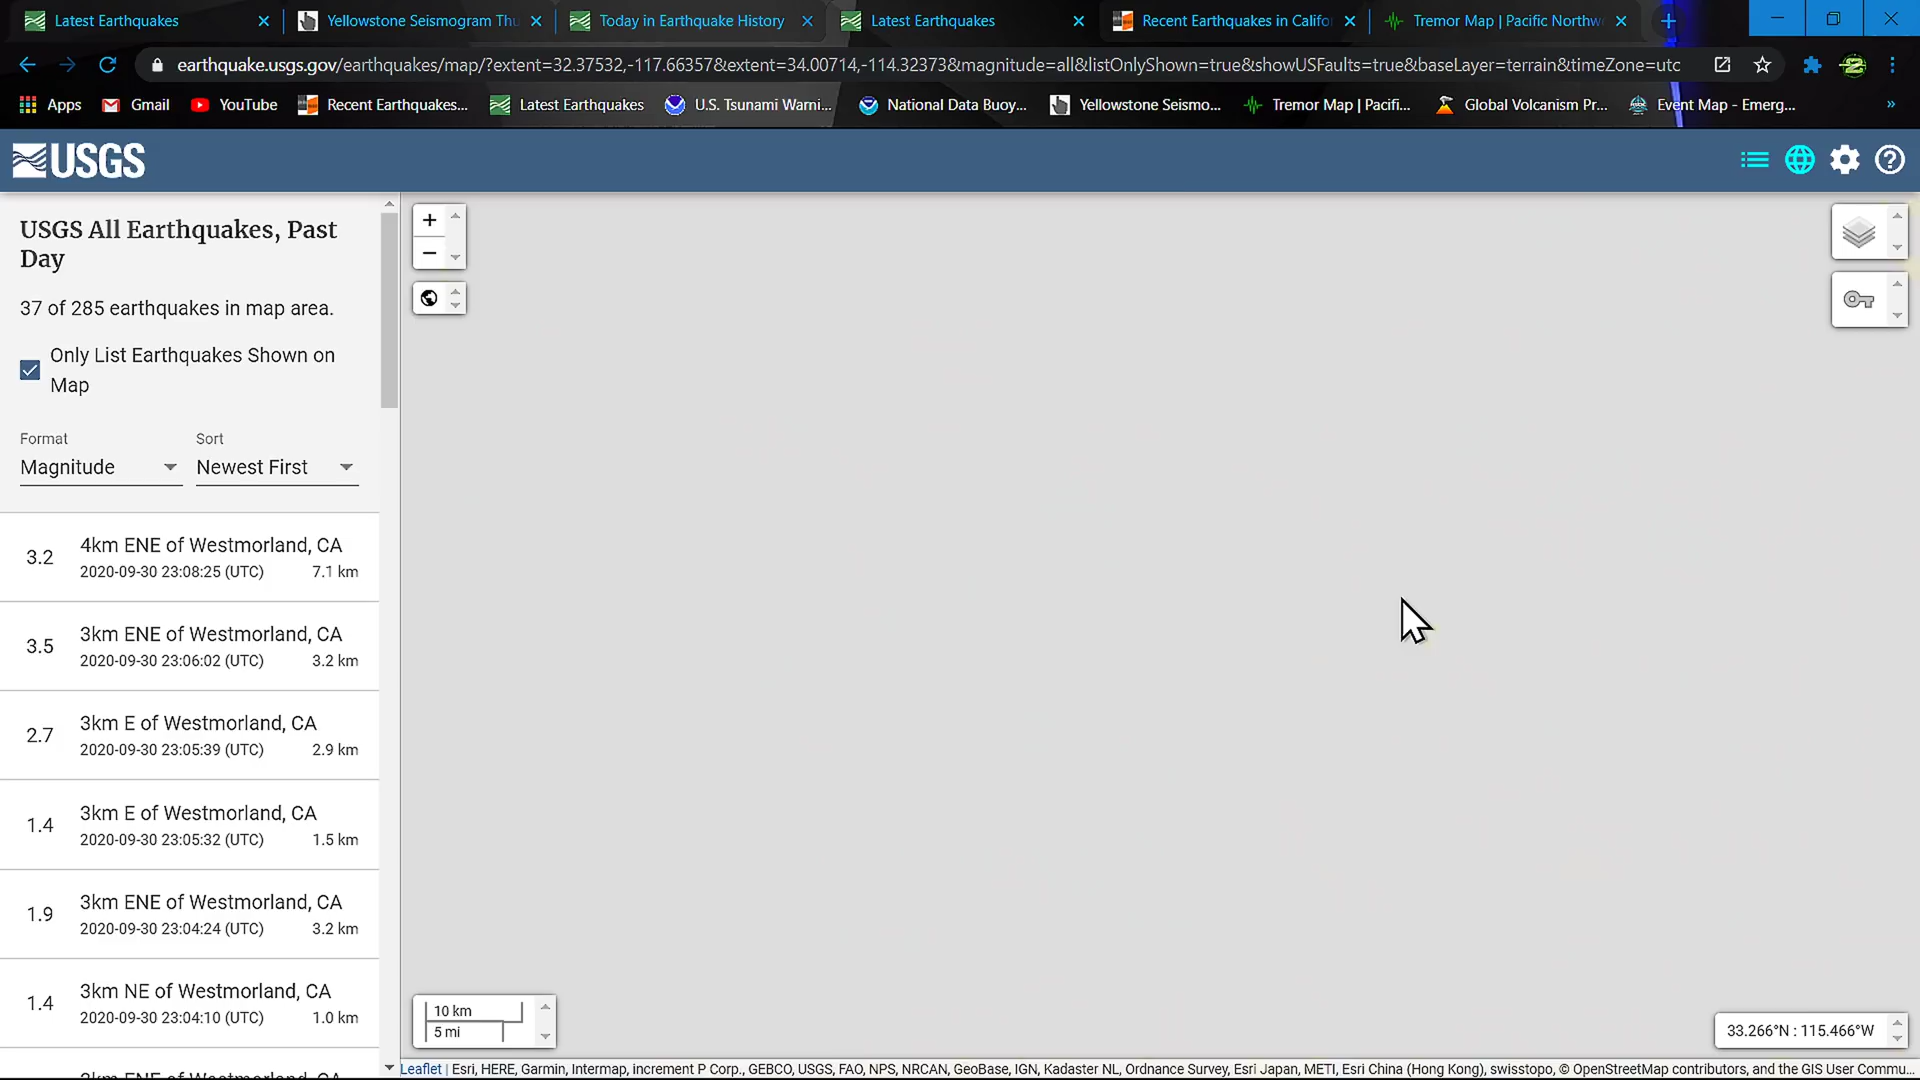 Latest Earthquakes
Yellowstone Seismogram Thu
Today in Earthquake History
Latest Earthquakes
Recent Earthquakes in Califo
Tremor Map | Pacific Northw
earthquake.usgs.gov/earthquakes/map/?extent=32.37532,-117.66357&extent=34.00714,-114.32373&magnitude=all&listOnlyShown=true&showUSFaults=true&baseLayer=terrain&timeZone=utc
Apps
Gmail
YouTube
Recent Earthquakes...
Latest Earthquakes
U.S. Tsunami Warni...
National Data Buoy...
Yellowstone Seismo...
Tremor Map | Pacifi...
Global Volcanism Pr...
Event Map - Emerg...
»
USGS
USGS All Earthquakes, Past
Day
37 of 285 earthquakes in map area.
Only List Earthquakes Shown on
Map
Format
Sort
Magnitude
Newest First
3.2
4km ENE of Westmorland, CA
2020-09-30 23:08:25 (UTC) 7.1 km
3.5
3km ENE of Westmorland, CA
2020-09-30 23:06:02 (UTC) 3.2 km
2.7
3km E of Westmorland, CA
2020-09-30 23:05:39 (UTC) 2.9 km
1.4
3km E of Westmorland, CA
2020-09-30 23:05:32 (UTC) 1.5 km
1.9
3km ENE of Westmorland, CA
2020-09-30 23:04:24 (UTC) 3.2 km
1.4
3km NE of Westmorland, CA
2020-09-30 23:04:10 (UTC) 1.0 km
3km ENE of Westmorland, CA
+
−
10 km
5 mi
33.266°N : 115.466°W
Leaflet | Esri, HERE, Garmin, Intermap, increment P Corp., GEBCO, USGS, FAO, NPS, NRCAN, GeoBase, IGN, Kadaster NL, Ordnance Survey, Esri Japan, METI, Esri China (Hong Kong), swisstopo, © OpenStreetMap contributors, and the GIS User Commu...